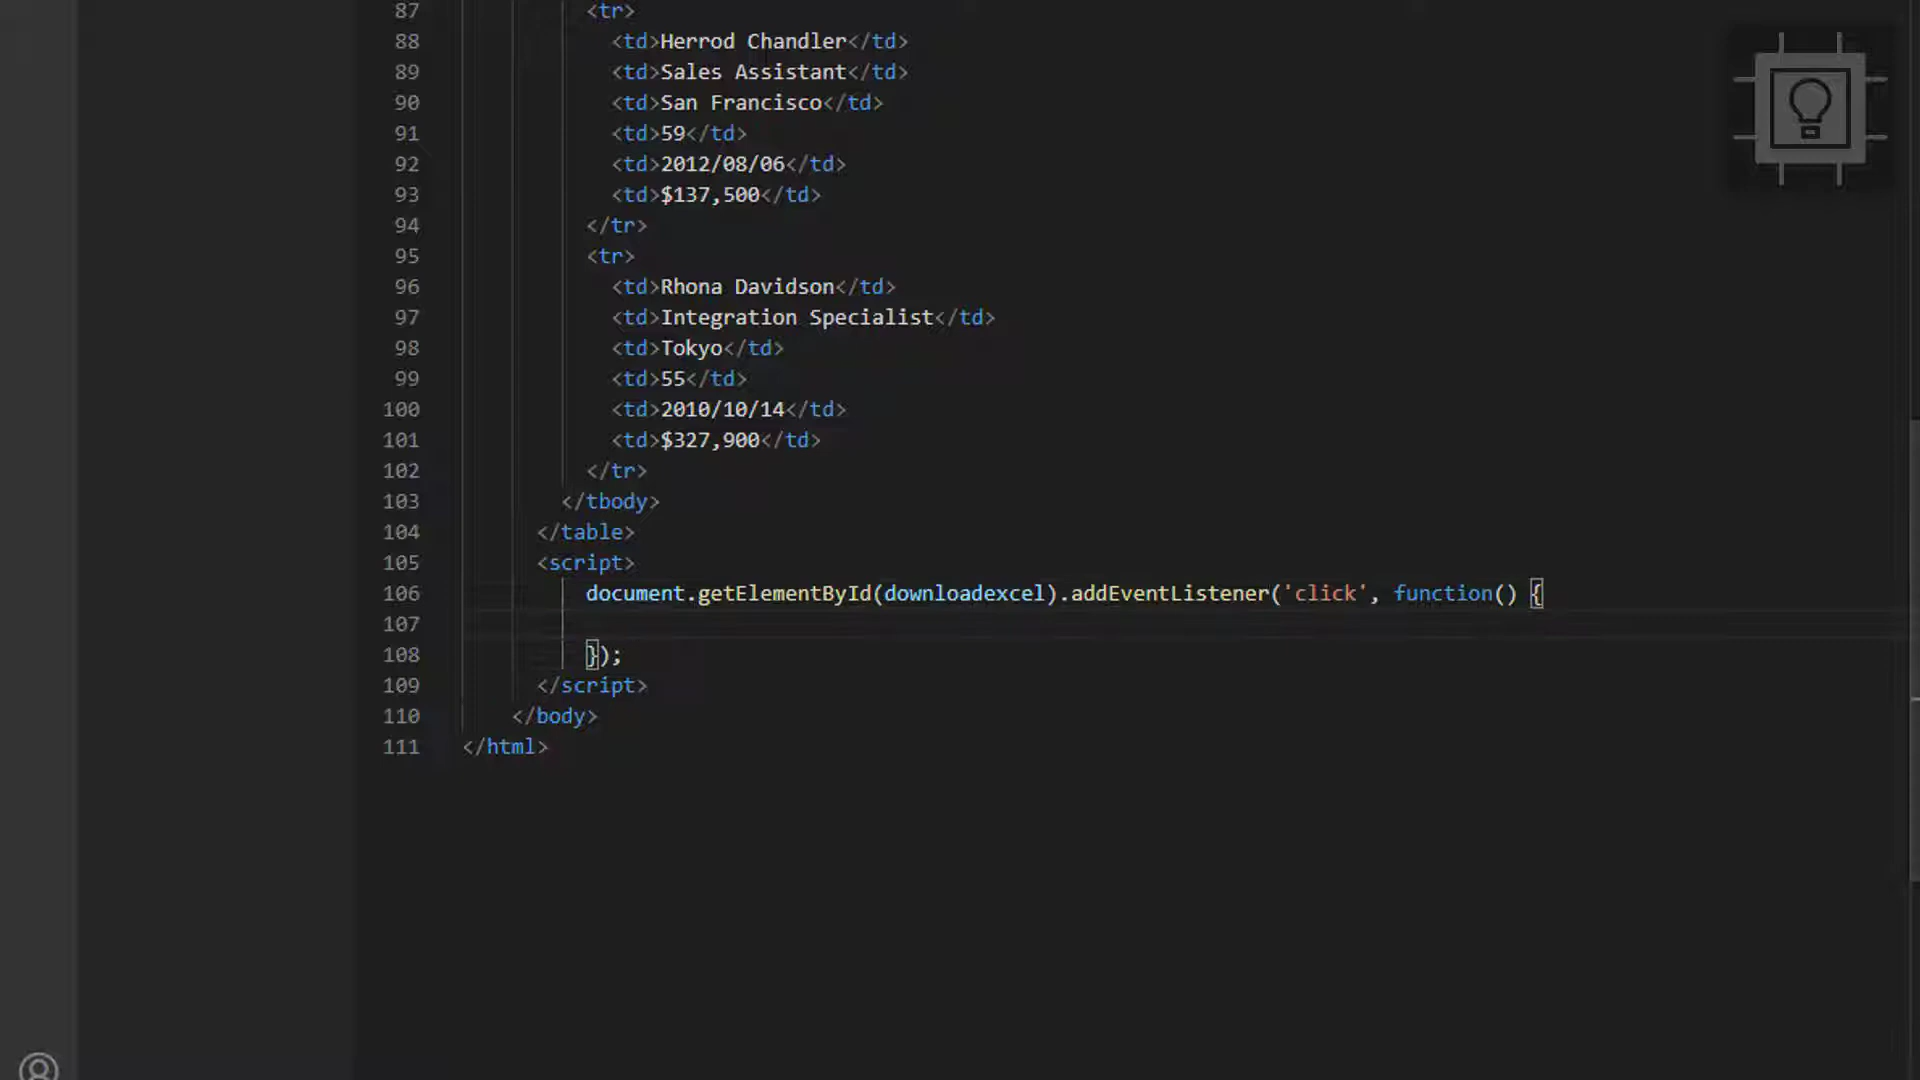 87 <tr>
88 <td>Herrod Chandler</td>
89 <td>Sales Assistant</td>
90 <td>San Francisco</td>
91 <td>59</td>
92 <td>2012/08/06</td>
93 <td>$137,500</td>
94 </tr>
95 <tr>
96 <td>Rhona Davidson</td>
97 <td>Integration Specialist</td>
98 <td>Tokyo</td>
99 <td>55</td>
100 <td>2010/10/14</td>
101 <td>$327,900</td>
102 </tr>
103 </tbody>
104 </table>
105 <script>
106 document.getElementById(downloadexcel).addEventListener('click', function() {
107
108 });
109 </script>
110 </body>
111 </html>